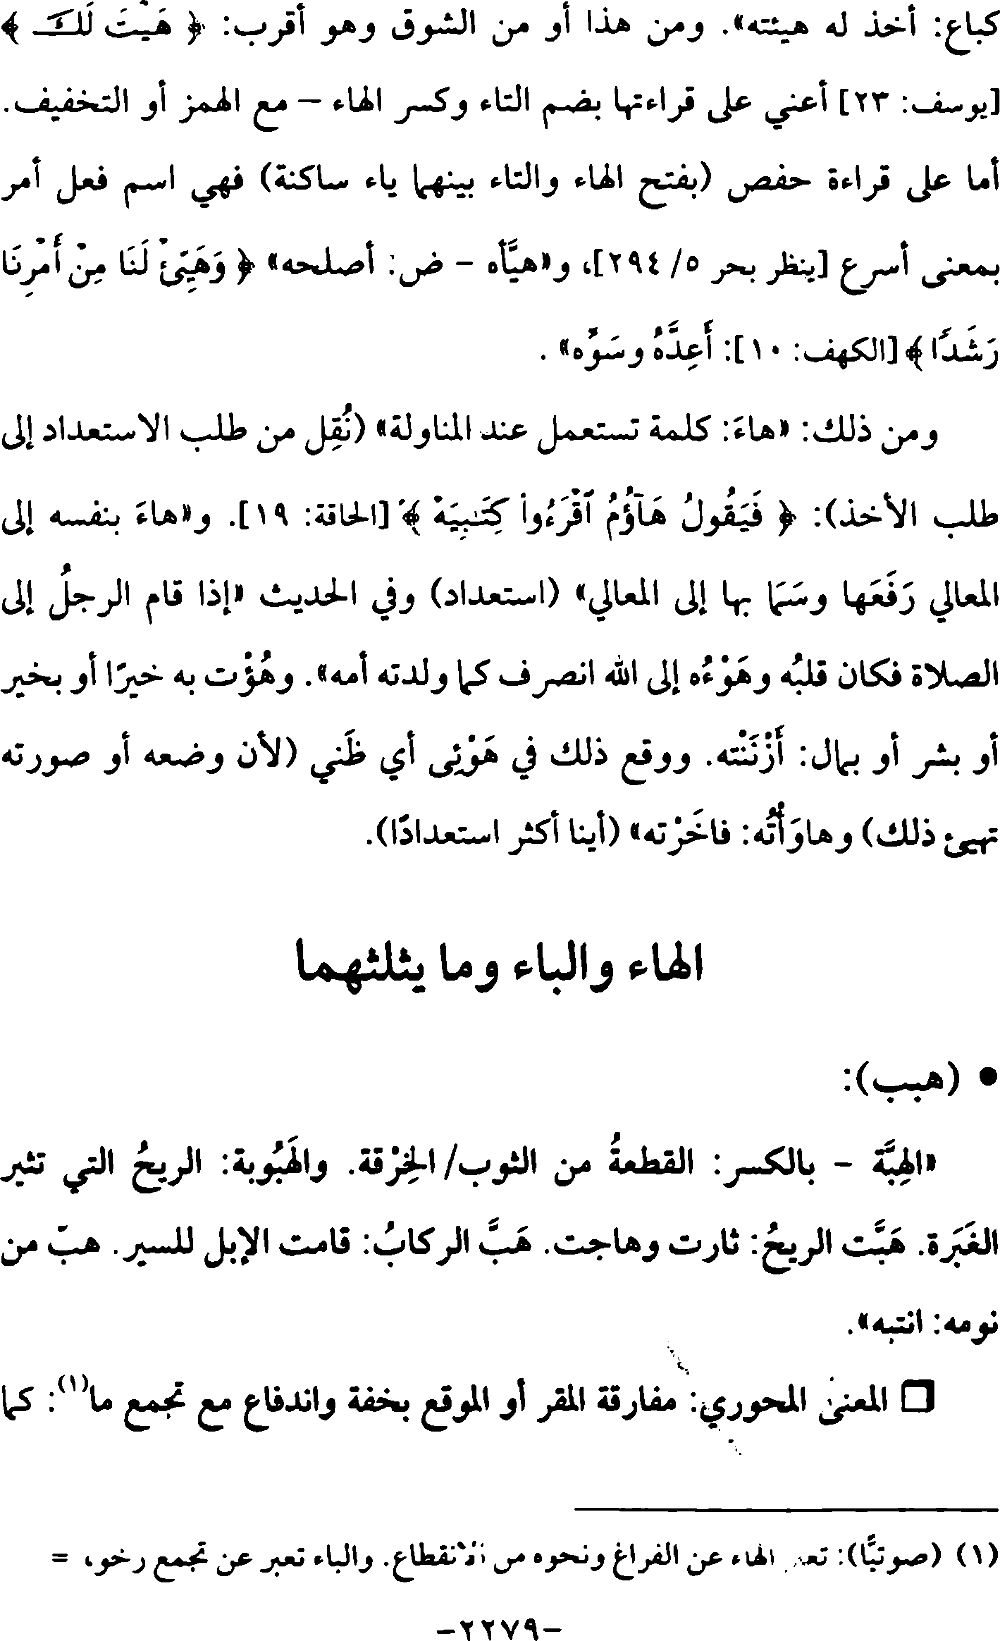 كباع: أخذ له هيئته». ومن هذا أو من الشوق وهو أقرب: ﴿ هَيْتَ لَكَ ﴾
[يوسف: ٢٣] أعني على قراءتها بضم التاء وكسر الهاء – مع الهمز أو التخفيف.
أما على قراءة حفص (بفتح الهاء والتاء بينهما ياء ساكنة) فهي اسم فعل أمر
بمعنى أسرع [ينظر بحر ٥/ ٢٩٤]، و«هيَّأه – ض: أصلحه» ﴿ وَهَيِّئْ لَنَا مِنْ أَمْرِنَا
رَشَدًا ﴾ [الكهف: ١٠]: أَعِدَّهُ وسَوِّه» .
ومن ذلك: «هاءَ: كلمة تستعمل عند المناولة» (نُقِل من طلب الاستعداد إلى
طلب الأخذ): ﴿ فَيَقُولُ هَآؤُمُ ٱقْرَءُوا۟ كِتَٰبِيَهْ ﴾ [الحاقة: ١٩]. و«هاءَ بنفسه إلى
المعالي رَفَعَها وسَمَا بها إلى المعالي» (استعداد) وفي الحديث «إذا قام الرجلُ إلى
الصلاة فكان قلبُه وهَوْءُه إلى الله انصرف كما ولدته أمه». وهُؤْت به خيرًا أو بخير
أو بشر أو بمال: أَزْنَنْته. ووقع ذلك في هَوْئِى أي ظَني (لأن وضعه أو صورته
تهيئ ذلك) وهاوَأْتُه: فاخَرْته» (أينا أكثر استعدادًا).
الهاء والباء وما يثلثهما
● (هبب):
«الهِبَّة – بالكسر: القطعةُ من الثوب/ الخِرْقة. والهَبُوبة: الريحُ التي تثير
الغَبَرة. هَبَّت الريحُ: ثارت وهاجت. هَبَّ الركابُ: قامت الإبل للسير. هبّ من
نومه: انتبه».
❑ المعنى المحوري: مفارقة المقر أو الموقع بخفة واندفاع مع تجمع ما(١): كما
(١) (صوتيًّا): تعبر الهاء عن الفراغ ونحوه من الانقطاع. والباء تعبر عن تجمع رخو، =
–٢٢٧٩–